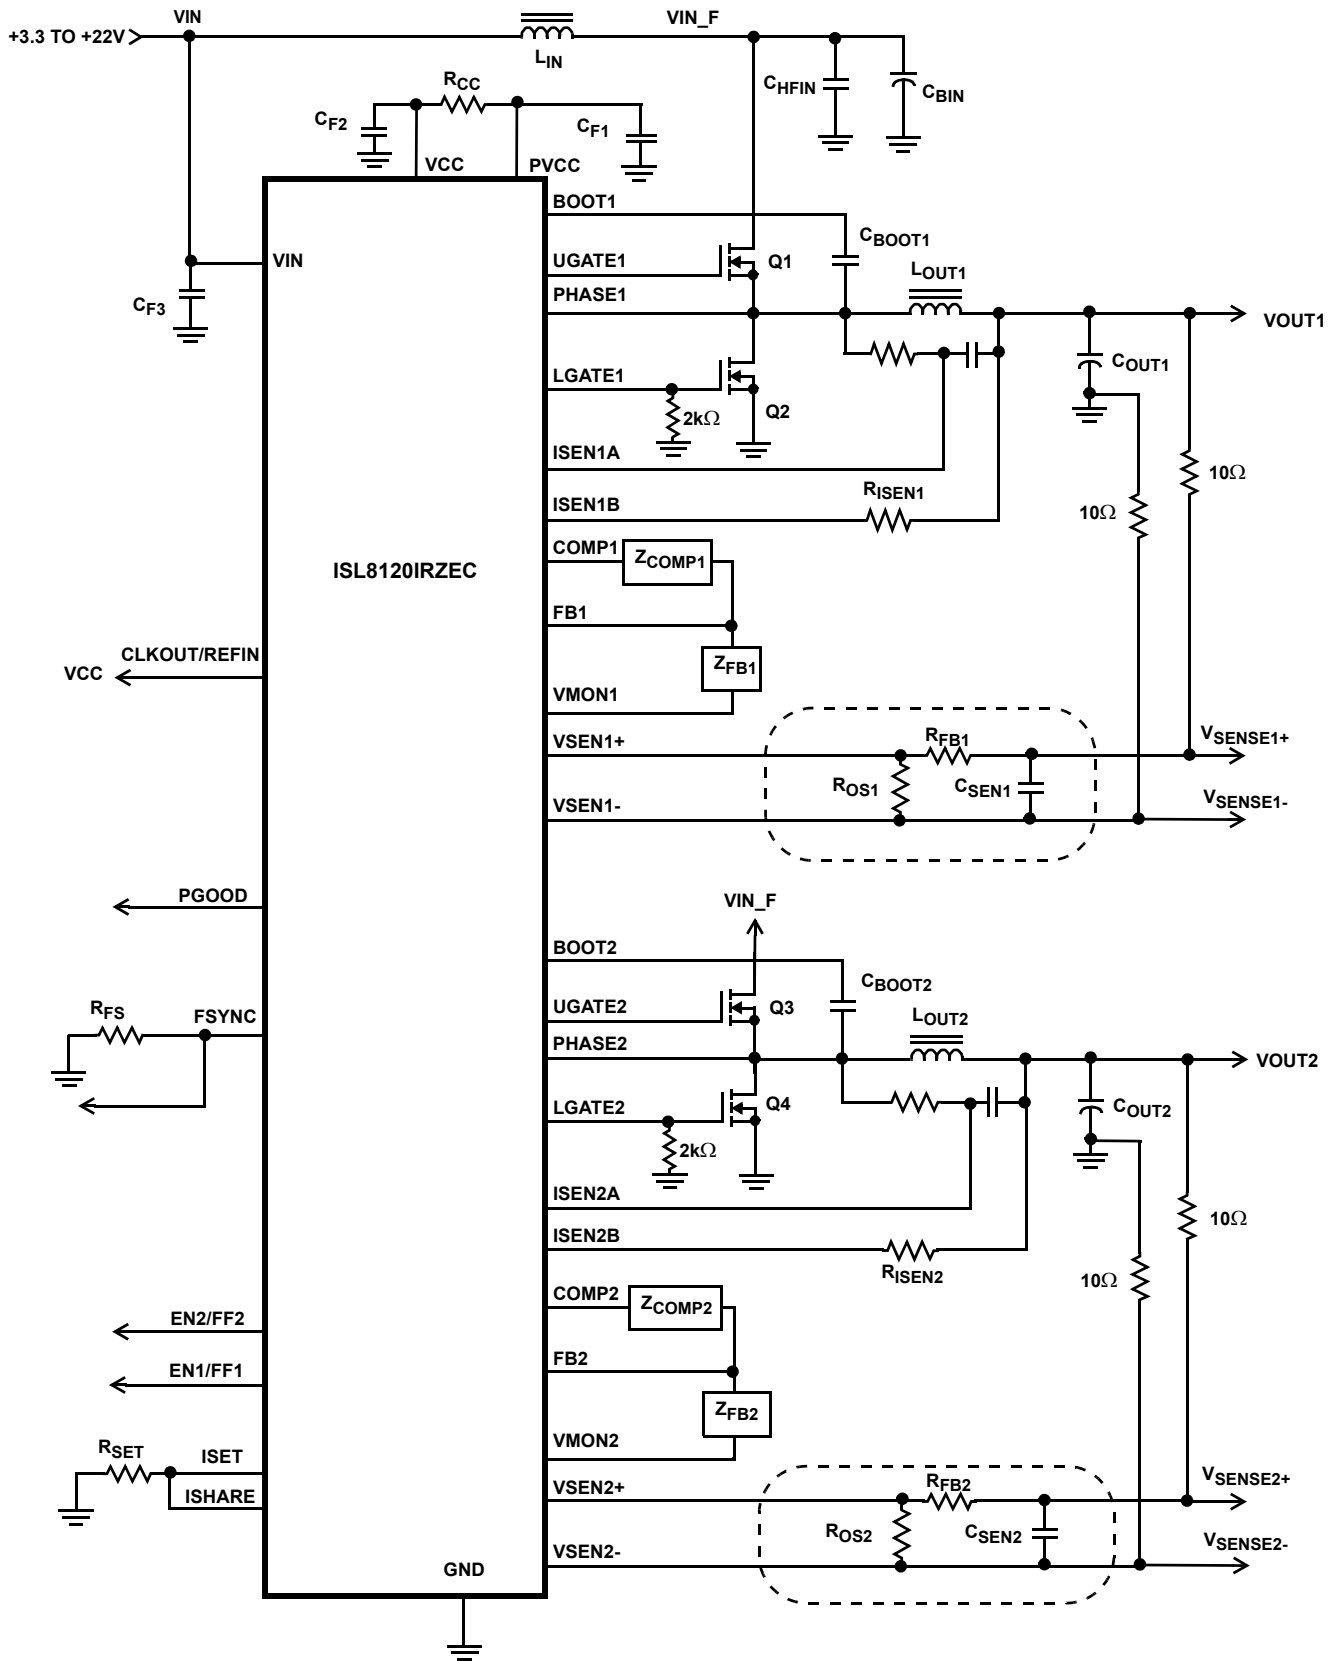 VIN
+3.3 TO +22V
LIN
VIN_F
CHFIN
CBIN
RCC
CF2
CF1
VCC
PVCC
BOOT1
CBOOT1
VIN
UGATE1
Q1
LOUT1
CF3
PHASE1
VOUT1
COUT1
LGATE1
2kΩ
Q2
ISEN1A
10Ω
RISEN1
ISEN1B
10Ω
COMP1
ZCOMP1
ISL8120IRZEC
FB1
CLKOUT/REFIN
VCC
ZFB1
VMON1
VSEN1+
RFB1
VSENSE1+
ROS1
CSEN1
VSEN1-
VSENSE1-
PGOOD
VIN_F
BOOT2
CBOOT2
RFS
FSYNC
UGATE2
Q3
LOUT2
PHASE2
VOUT2
LGATE2
Q4
COUT2
2kΩ
ISEN2A
10Ω
ISEN2B
RISEN2
10Ω
COMP2
ZCOMP2
EN2/FF2
FB2
EN1/FF1
ZFB2
VMON2
RSET
ISET
ISHARE
VSEN2+
RFB2
VSENSE2+
ROS2
CSEN2
VSEN2-
VSENSE2-
GND